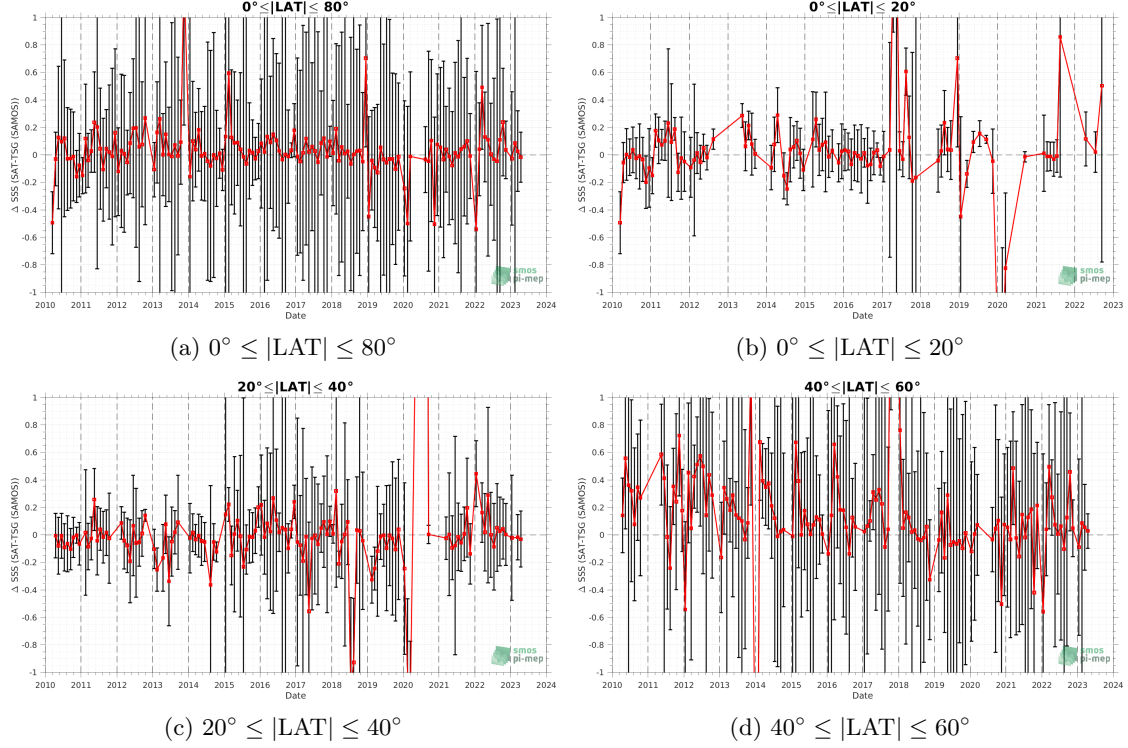 0°≤|LAT|≤ 80°
Δ SSS (SAT-TSG (SAMOS))
1
0.8
0.6
0.4
0.2
0
-0.2
-0.4
-0.6
-0.8
-1
2010 2011 2012 2013 2014 2015 2016 2017 2018 2019 2020 2021 2022 2023 2024
Date
smos
pi-mep
(a) 0° ≤ |LAT| ≤ 80°
0°≤|LAT|≤ 20°
Δ SSS (SAT-TSG (SAMOS))
1
0.8
0.6
0.4
0.2
0
-0.2
-0.4
-0.6
-0.8
-1
2010 2011 2012 2013 2014 2015 2016 2017 2018 2019 2020 2021 2022 2023
Date
smos
pi-mep
(b) 0° ≤ |LAT| ≤ 20°
20°≤|LAT|≤ 40°
Δ SSS (SAT-TSG (SAMOS))
1
0.8
0.6
0.4
0.2
0
-0.2
-0.4
-0.6
-0.8
-1
2010 2011 2012 2013 2014 2015 2016 2017 2018 2019 2020 2021 2022 2023 2024
Date
smos
pi-mep
(c) 20° ≤ |LAT| ≤ 40°
40°≤|LAT|≤ 60°
Δ SSS (SAT-TSG (SAMOS))
1
0.8
0.6
0.4
0.2
0
-0.2
-0.4
-0.6
-0.8
-1
2010 2011 2012 2013 2014 2015 2016 2017 2018 2019 2020 2021 2022 2023 2024
Date
smos
pi-mep
(d) 40° ≤ |LAT| ≤ 60°